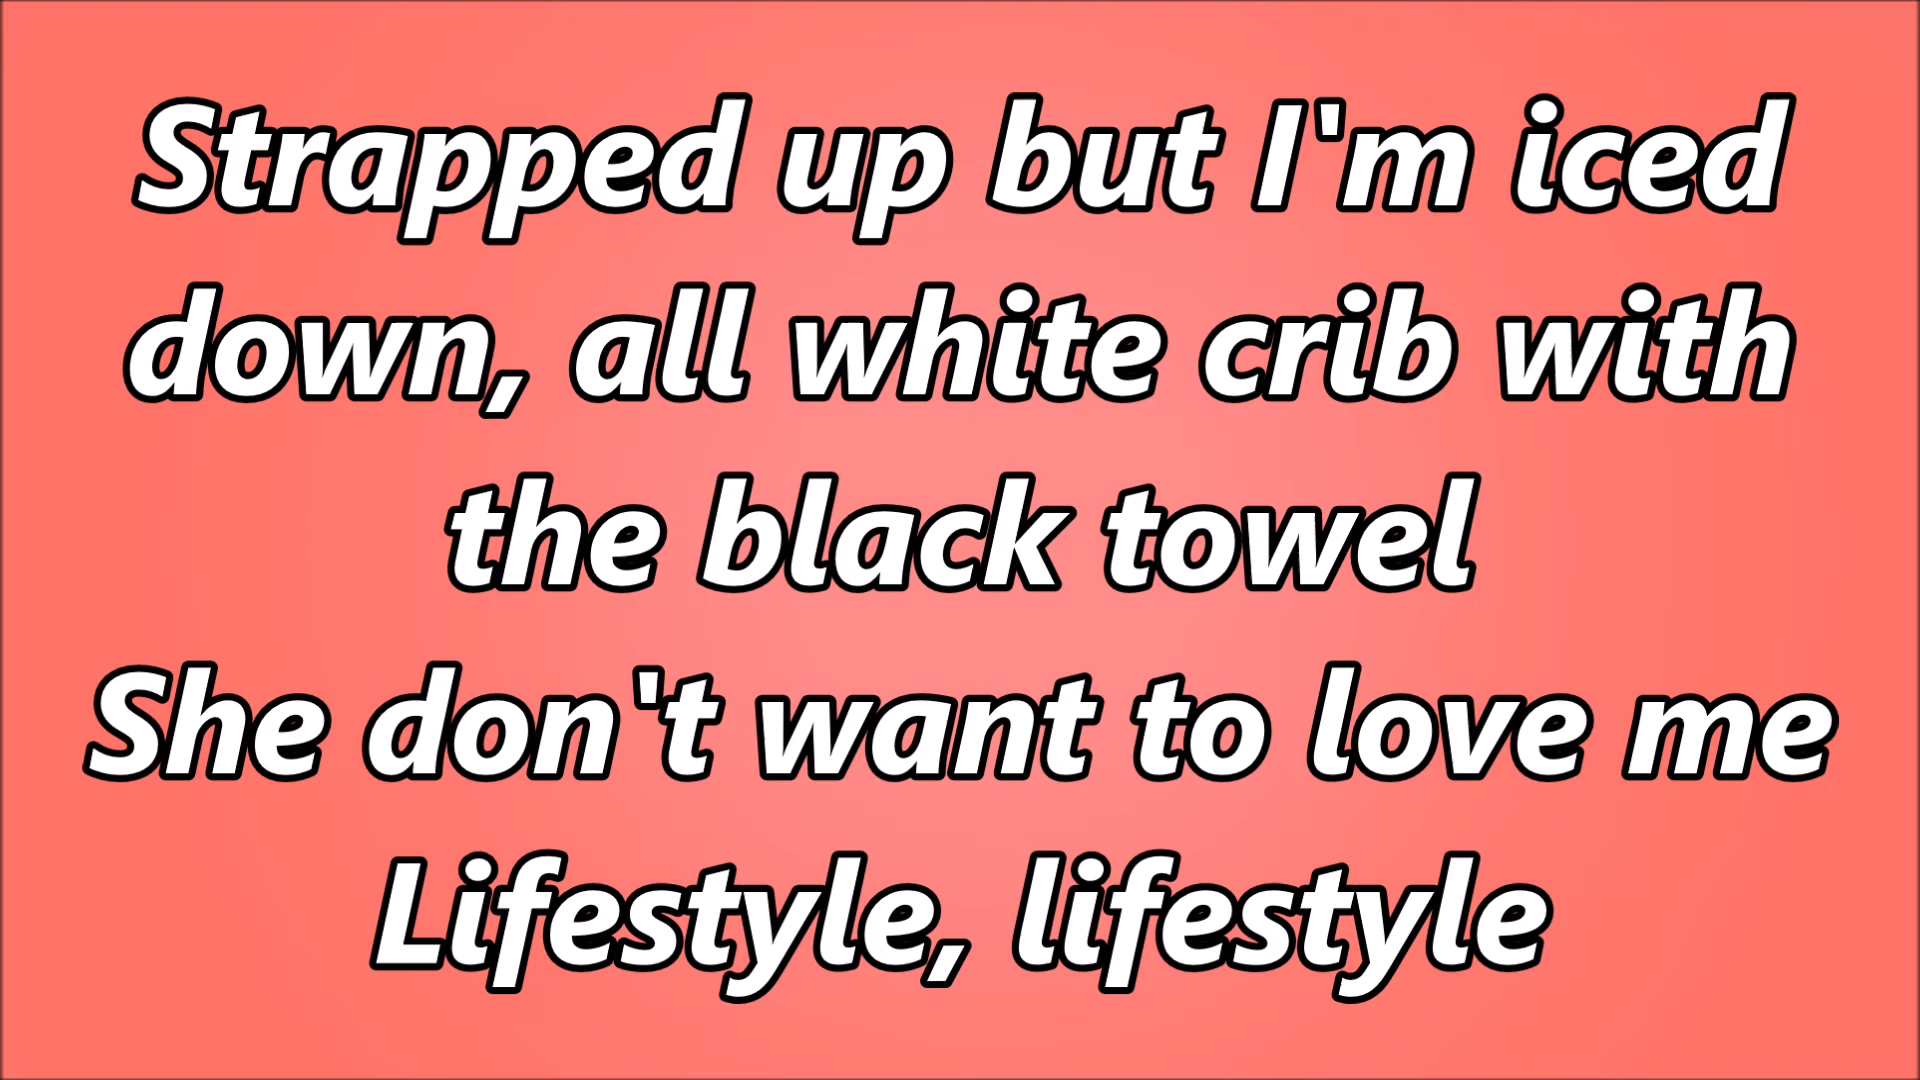 Strapped up but I'm iced
down, all white crib with
the black towel
She don't want to love me
Lifestyle, lifestyle